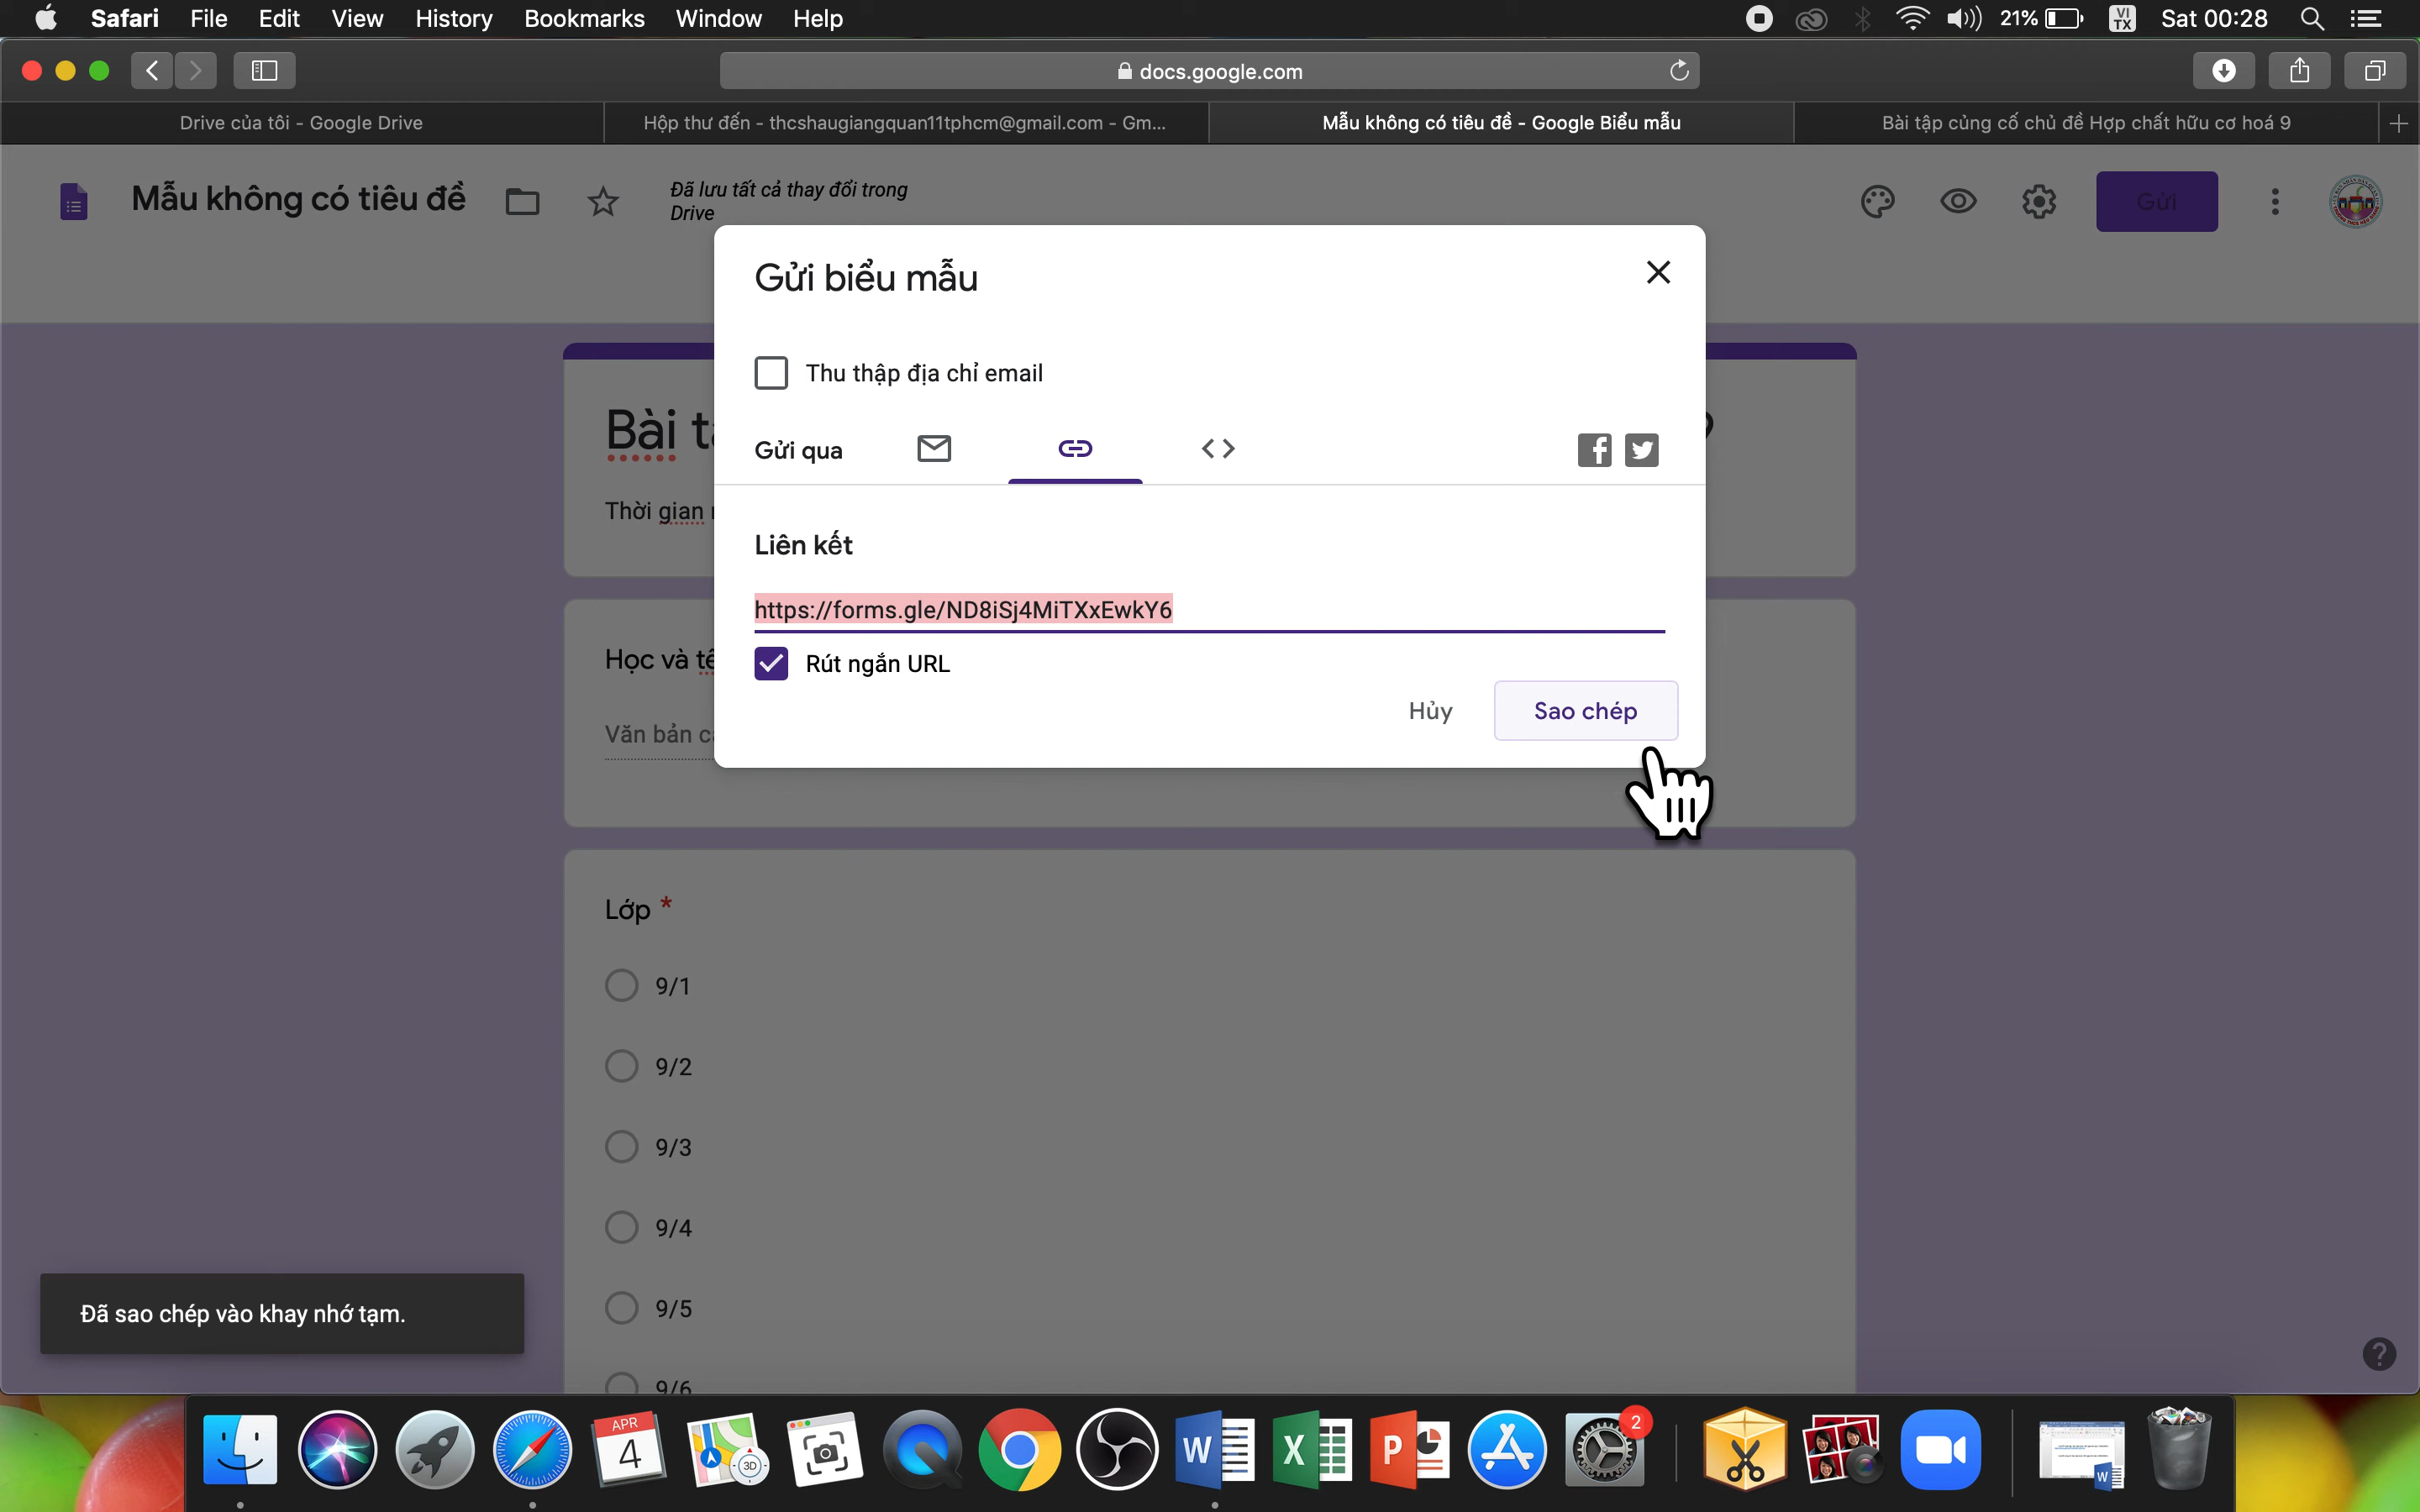 Safari File Edit View History Bookmarks Window Help 21% VI TX Sat 00:28
docs.google.com
Drive của tôi - Google Drive
Hộp thư đến - thcshaugiangquan11tphcm@gmail.com - Gm...
Mẫu không có tiêu đề - Google Biểu mẫu
Bài tập củng cố chủ đề Hợp chất hữu cơ hoá 9
Mẫu không có tiêu đề
Đã lưu tất cả thay đổi trong
Drive
Gửi
Gửi biểu mẫu
Thu thập địa chỉ email
Bài
Gửi qua
Thời gian
Liên kết
https://forms.gle/ND8iSj4MiTXxEwkY6
Rút ngắn URL
Học và
Hủy
Sao chép
Văn bản
Lớp *
9/1
9/2
9/3
9/4
9/5
9/6
Đã sao chép vào khay nhớ tạm.
APR
4
3D
W
X
P
2
W